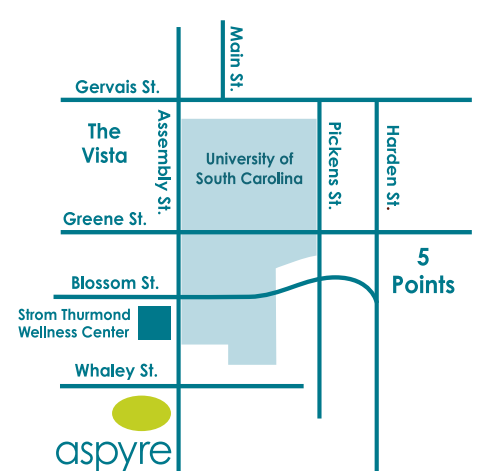 Main St.
Gervais St.
The
Vista
Assembly St.
University of
South Carolina
Pickens St.
Harden St.
Greene St.
5
Points
Blossom St.
Strom Thurmond
Wellness Center
Whaley St.
aspyre